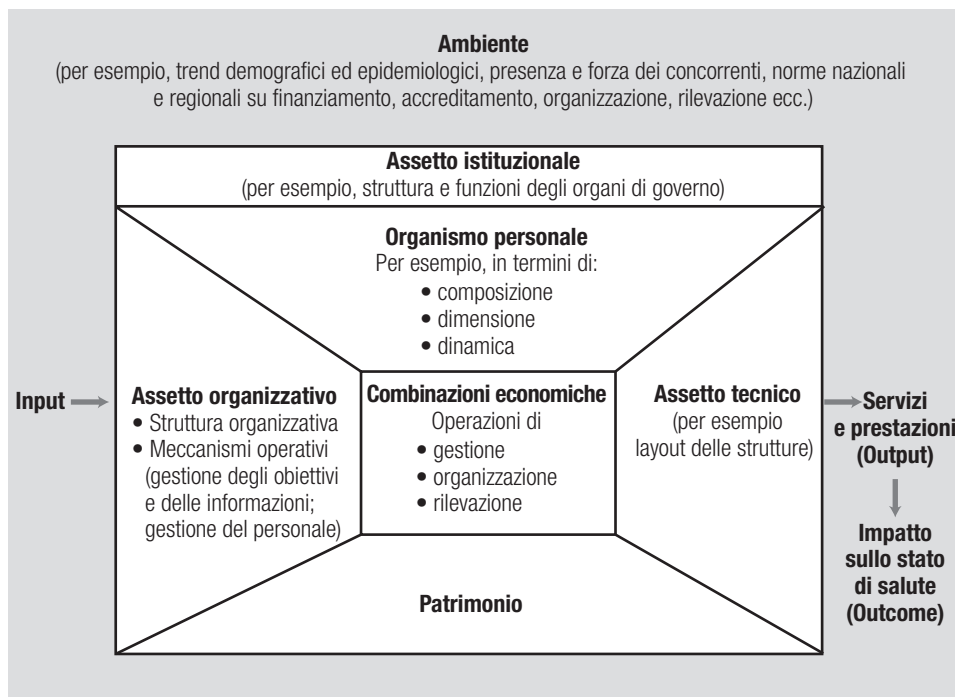 Ambiente
(per esempio, trend demografici ed epidemiologici, presenza e forza dei concorrenti, norme nazionali
e regionali su finanziamento, accreditamento, organizzazione, rilevazione ecc.)
Assetto istituzionale
(per esempio, struttura e funzioni degli organi di governo)
Organismo personale
Per esempio, in termini di:
• composizione
• dimensione
• dinamica
Input
Assetto organizzativo
• Struttura organizzativa
• Meccanismi operativi
(gestione degli obiettivi
e delle informazioni;
gestione del personale)
Combinazioni economiche
Operazioni di
• gestione
• organizzazione
• rilevazione
Assetto tecnico
(per esempio
layout delle strutture)
Servizi
e prestazioni
(Output)
Impatto
sullo stato
di salute
(Outcome)
Patrimonio